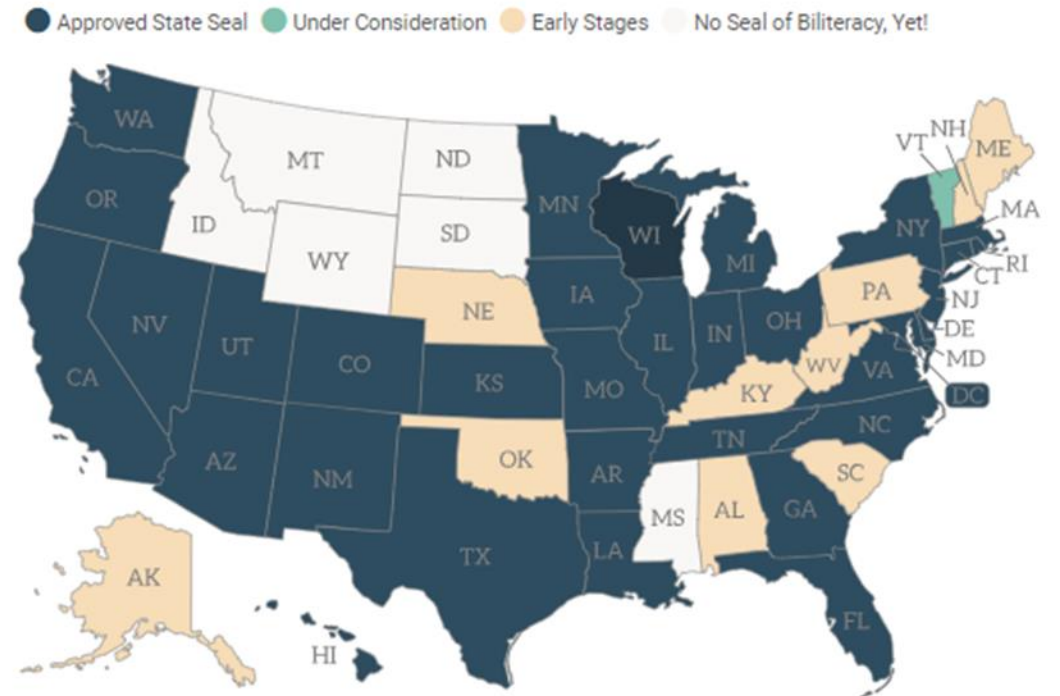 Approved State Seal Under Consideration Early Stages No Seal of Biliteracy, Yet!
WA
MT
ND
VT
NH
ME
OR
ID
SD
MN
WI
NY
MA
WY
MI
RI
CT
NE
IA
PA
NJ
NV
UT
CO
IL
IN
OH
DE
CA
KS
MO
WV
VA
MD
KY
DC
AZ
NM
OK
AR
TN
NC
SC
TX
LA
MS
AL
GA
AK
HI
FL